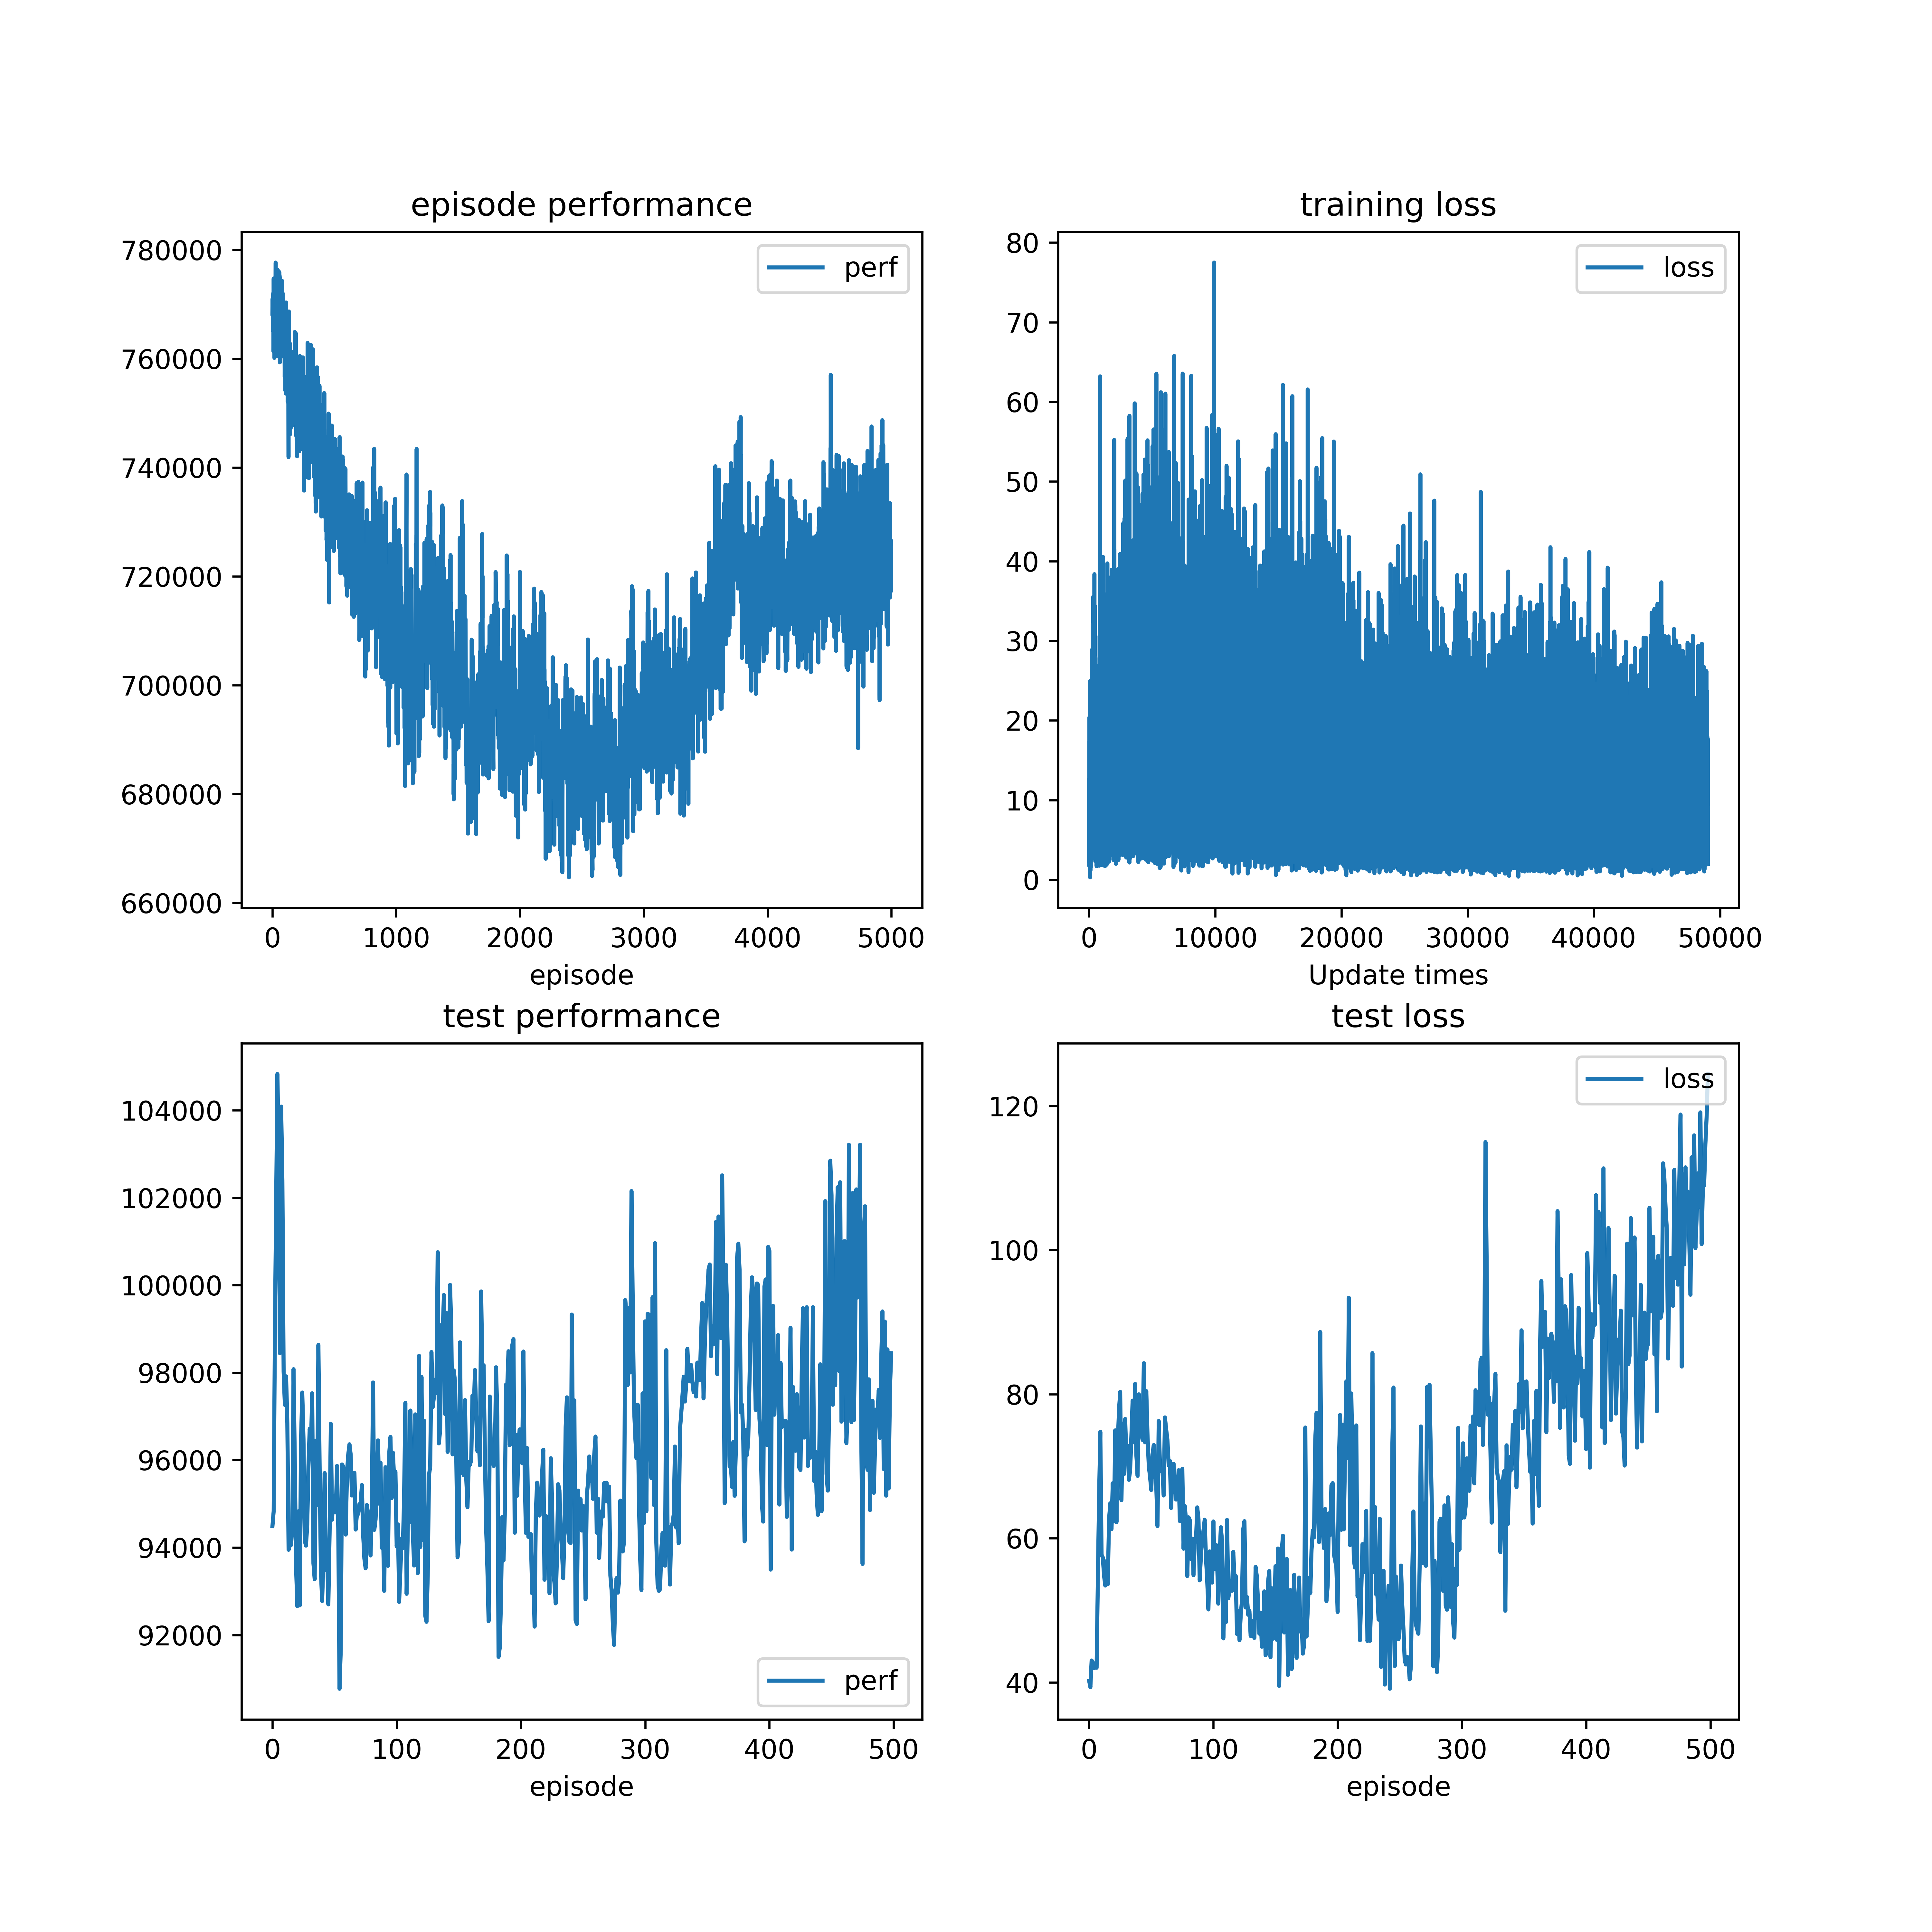 episode performance
780000
760000
740000
720000
700000
680000
660000
perf
0 1000 2000 3000 4000 5000
episode
training loss
80
70
60
50
40
30
20
10
0
loss
0 10000 20000 30000 40000 50000
Update times
test performance
104000
102000
100000
98000
96000
94000
92000
perf
0 100 200 300 400 500
episode
test loss
120
100
80
60
40
loss
0 100 200 300 400 500
episode